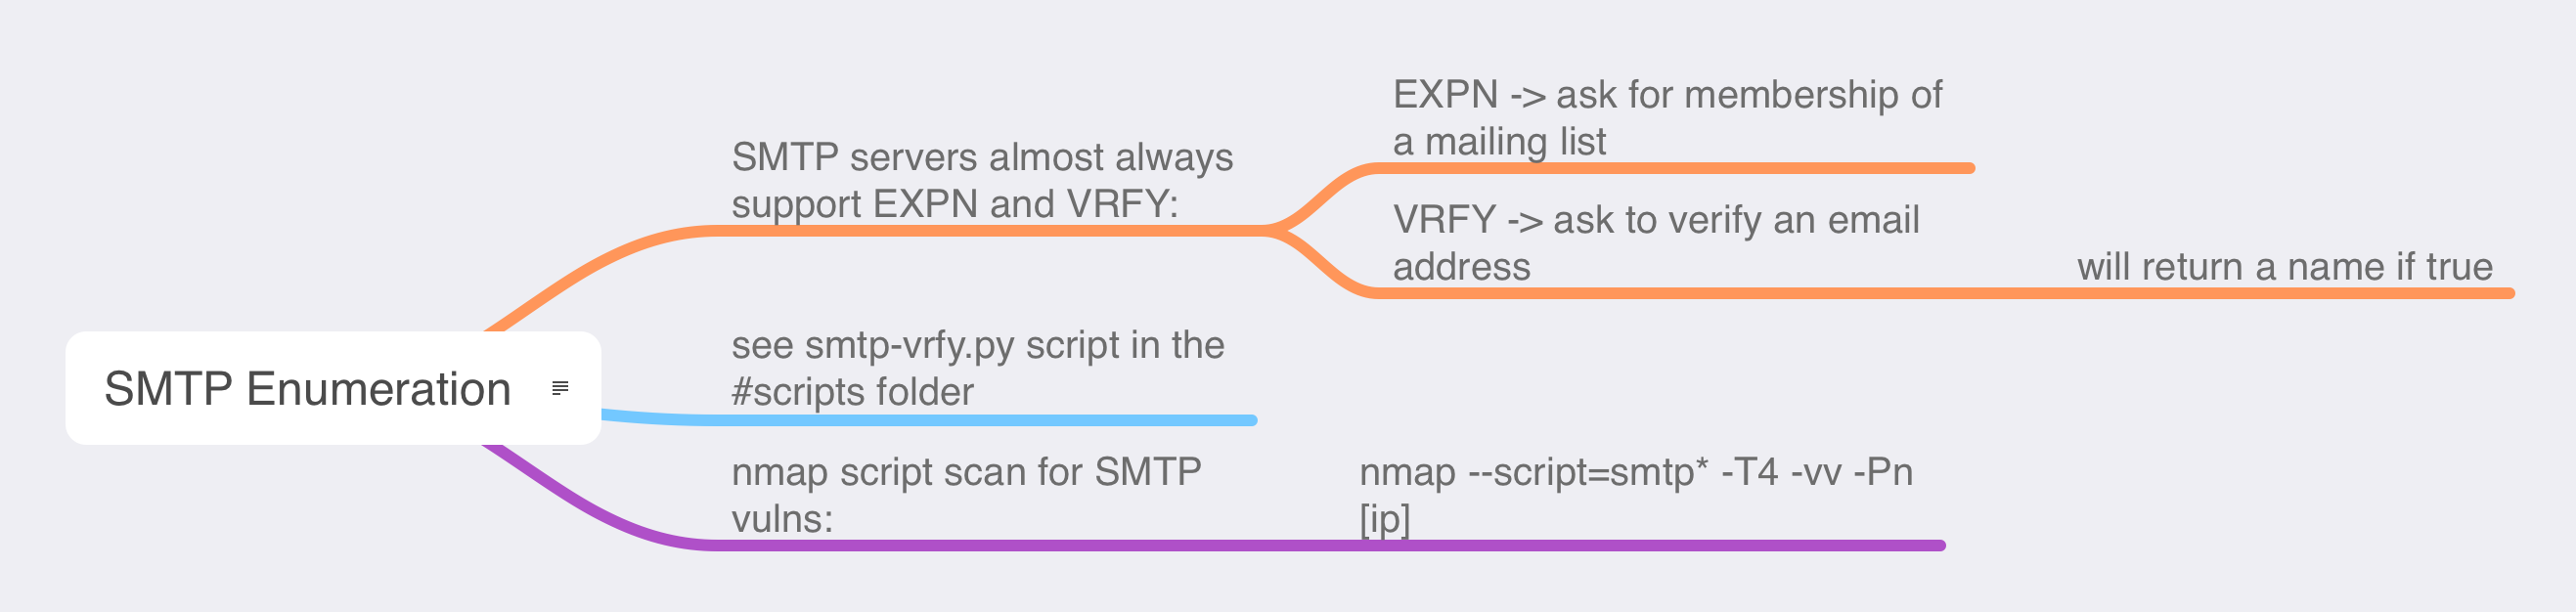 SMTP Enumeration
SMTP servers almost always
support EXPN and VRFY:
EXPN -> ask for membership of
a mailing list
VRFY -> ask to verify an email
address
will return a name if true
see smtp-vrfy.py script in the
#scripts folder
nmap script scan for SMTP
vulns:
nmap --script=smtp* -T4 -vv -Pn
[ip]